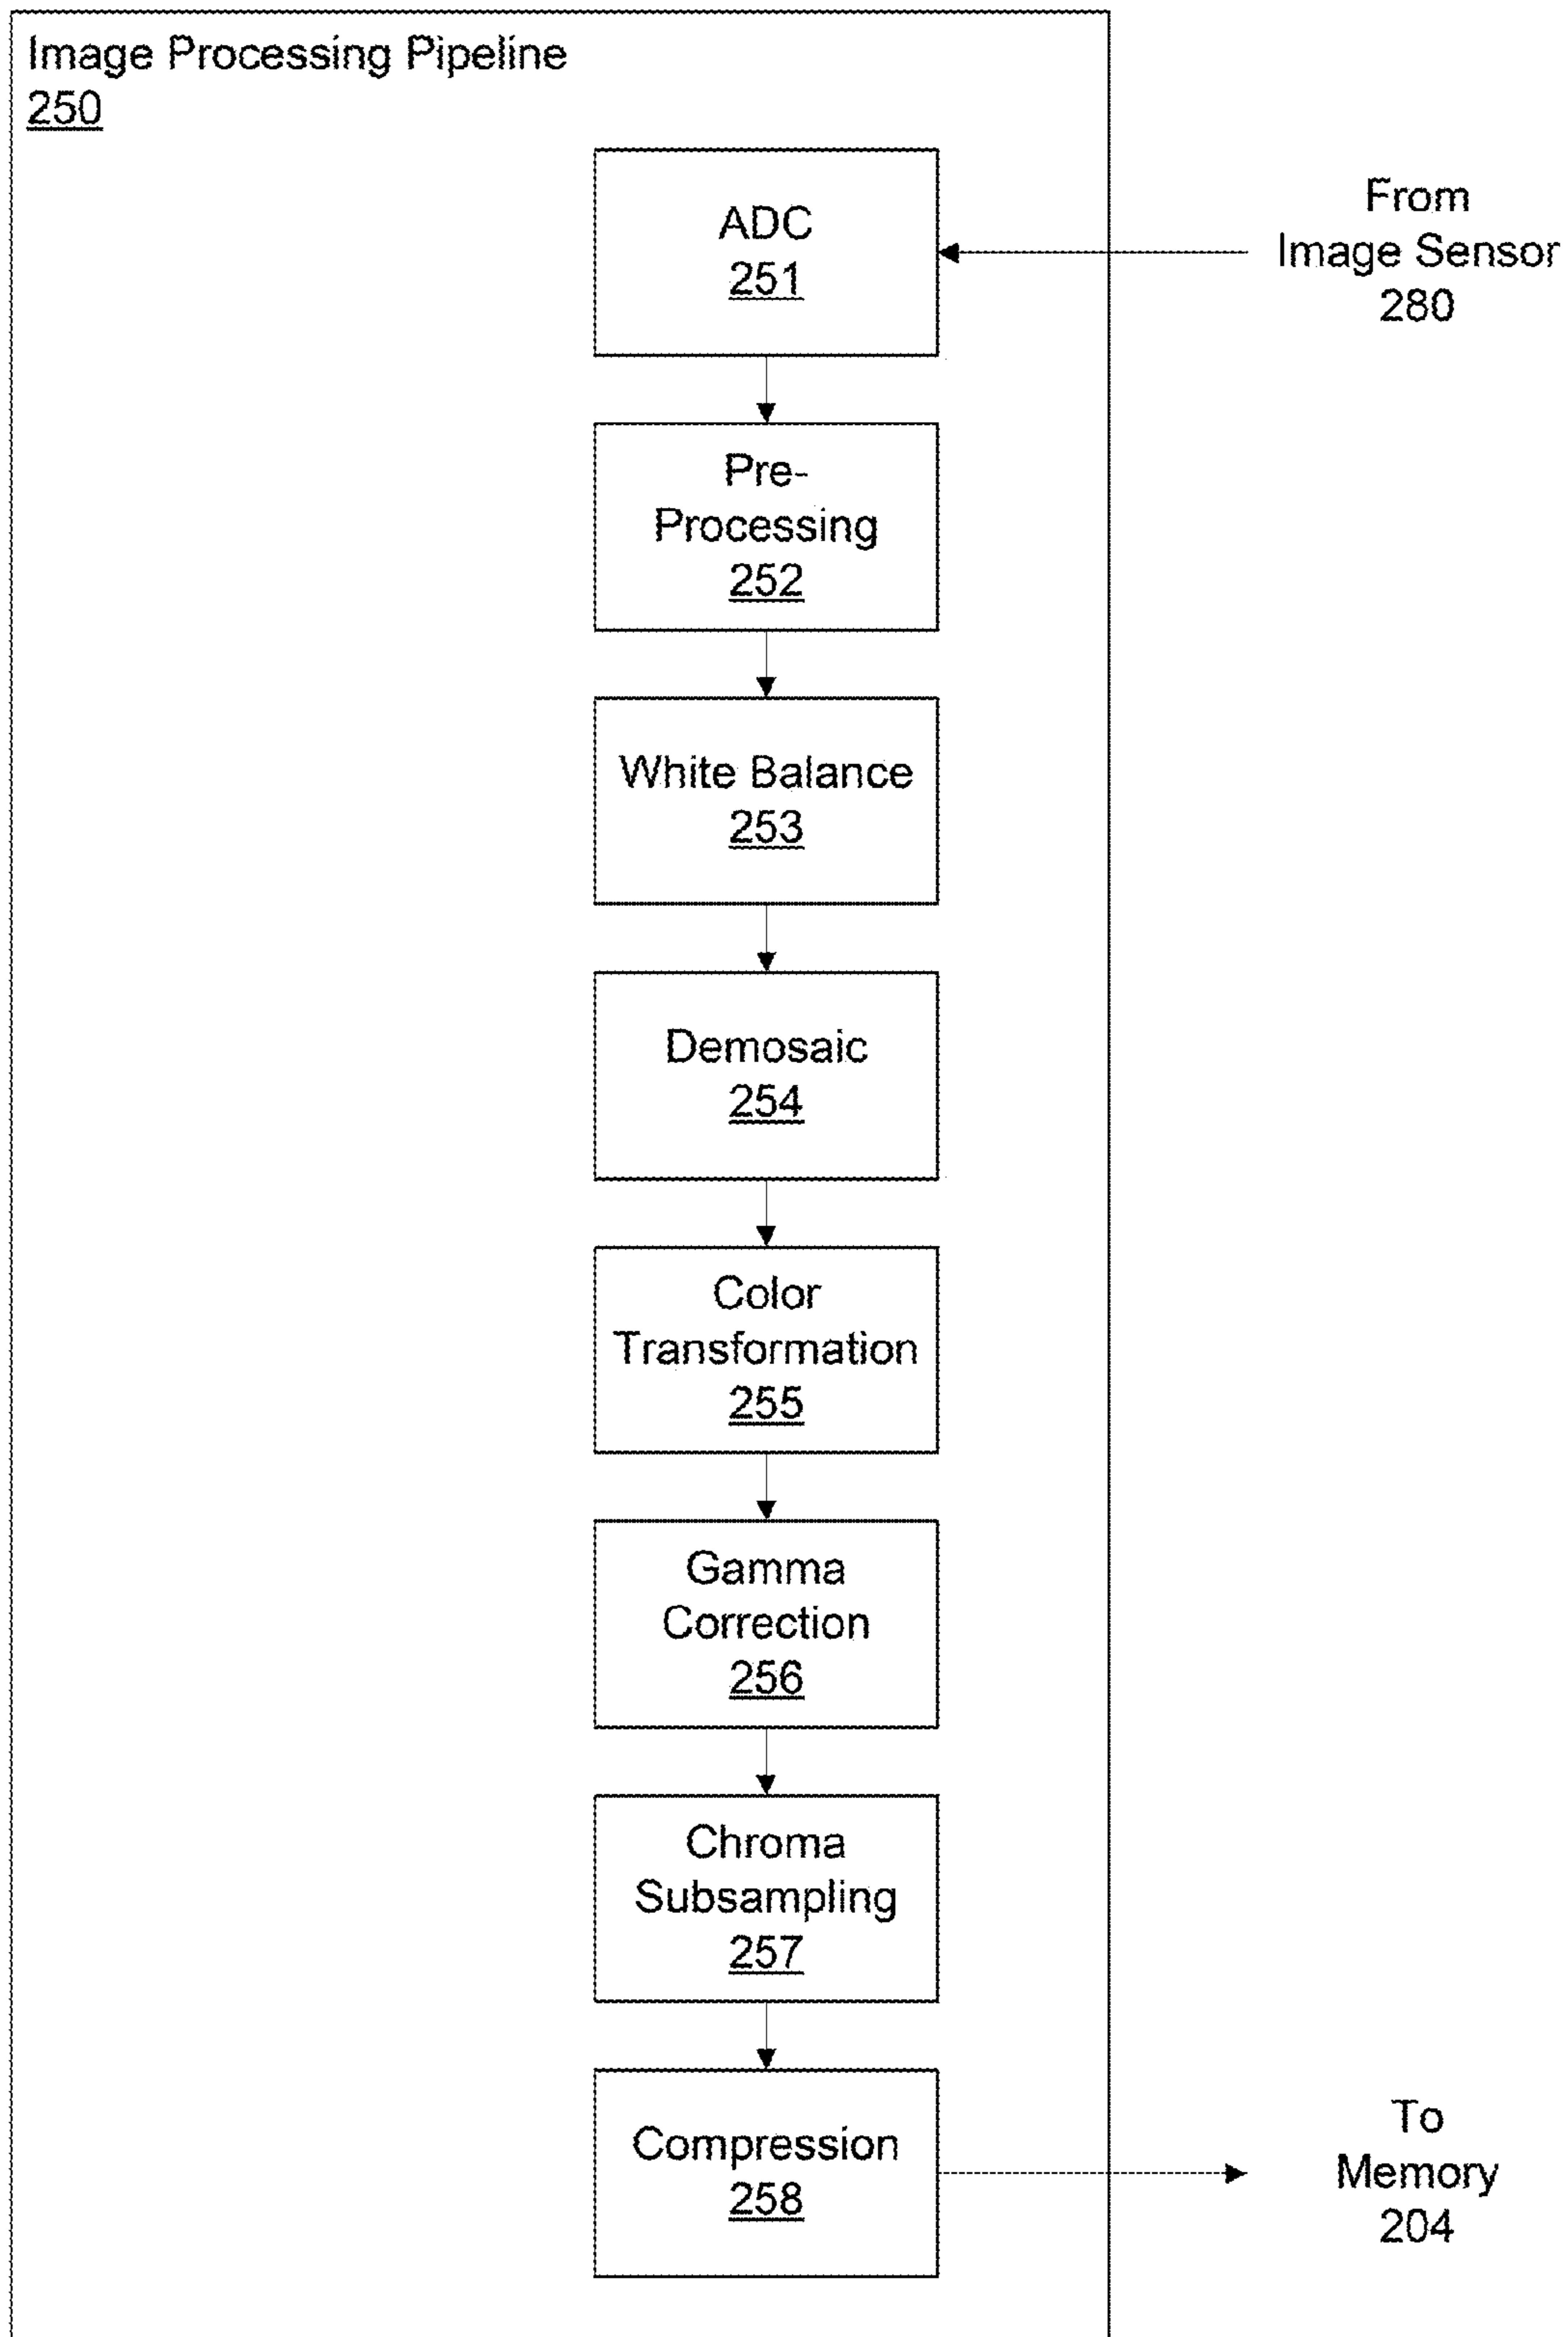 Image Processing Pipeline
250
ADC
251
From
Image Sensor
280
Pre-
Processing
252
White Balance
253
Demosaic
254
Color
Transformation
255
Gamma
Correction
256
Chroma
Subsampling
257
Compression
258
To
Memory
204